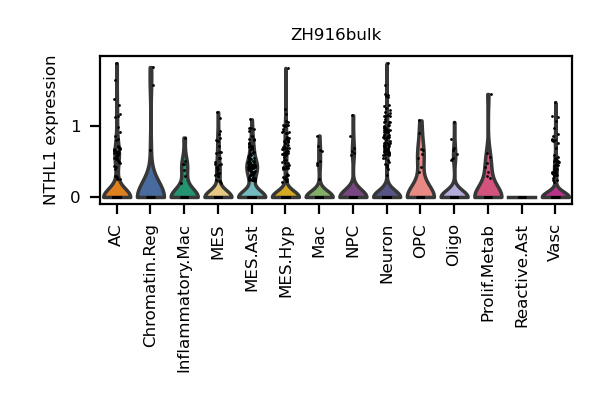 ZH916bulk
NTHL1 expression
1
0
AC
Chromatin.Reg
Inflammatory.Mac
MES
MES.Ast
MES.Hyp
Mac
NPC
Neuron
OPC
Oligo
Prolif.Metab
Reactive.Ast
Vasc